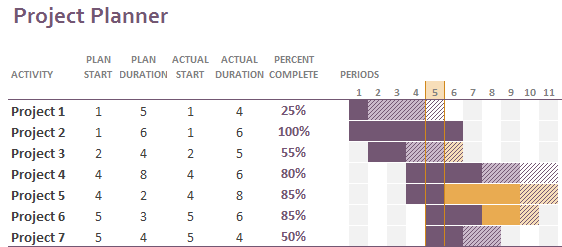 Project Planner
PLAN PLAN ACTUAL ACTUAL PERCENT
ACTIVITY START DURATION START DURATION COMPLETE PERIODS
1 2 3 4 5 6 7 8 9 10 11
Project 1 1 5 1 4 25%
Project 2 1 6 1 6 100%
Project 3 2 4 2 5 55%
Project 4 4 8 4 6 80%
Project 5 4 2 4 8 85%
Project 6 5 3 5 6 85%
Project 7 5 4 5 4 50%